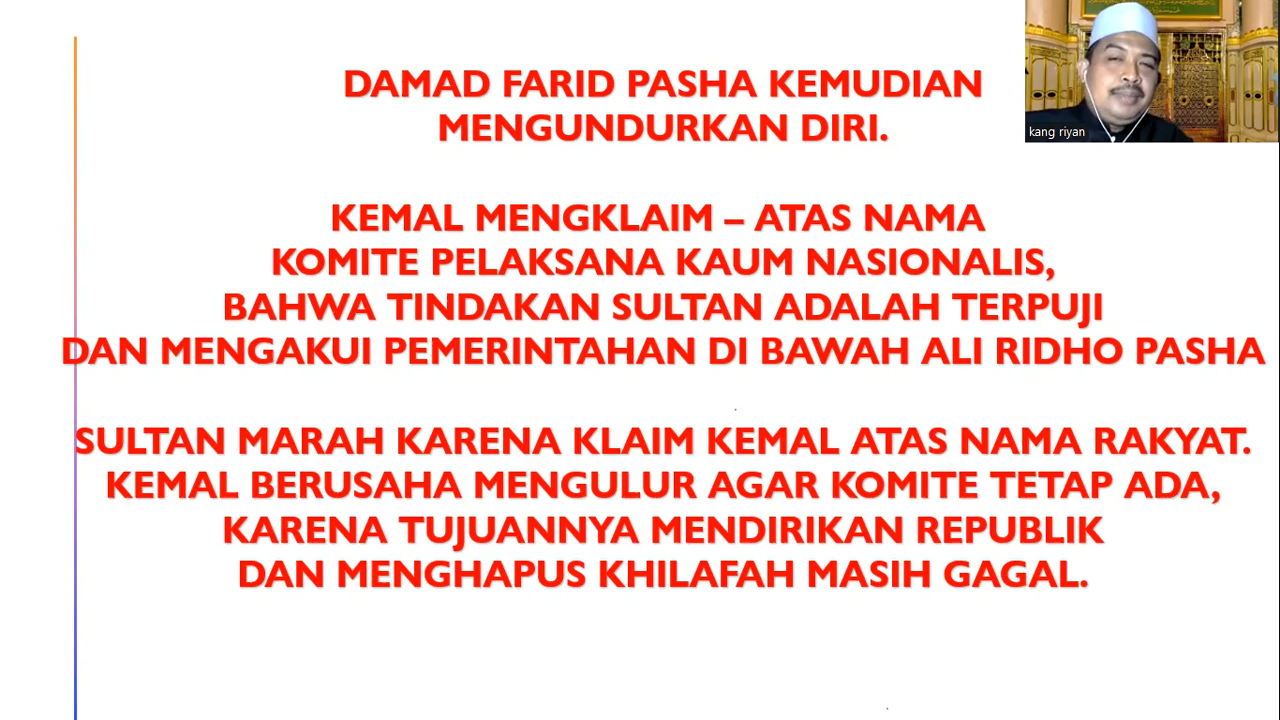 DAMAD FARID PASHA KEMUDIAN
MENGUNDURKAN DIRI.
kang riyan
KEMAL MENGKLAIM – ATAS NAMA
KOMITE PELAKSANA KAUM NASIONALIS,
BAHWA TINDAKAN SULTAN ADALAH TERPUJI
DAN MENGAKUI PEMERINTAHAN DI BAWAH ALI RIDHO PASHA
SULTAN MARAH KARENA KLAIM KEMAL ATAS NAMA RAKYAT.
KEMAL BERUSAHA MENGULUR AGAR KOMITE TETAP ADA,
KARENA TUJUANNYA MENDIRIKAN REPUBLIK
DAN MENGHAPUS KHILAFAH MASIH GAGAL.